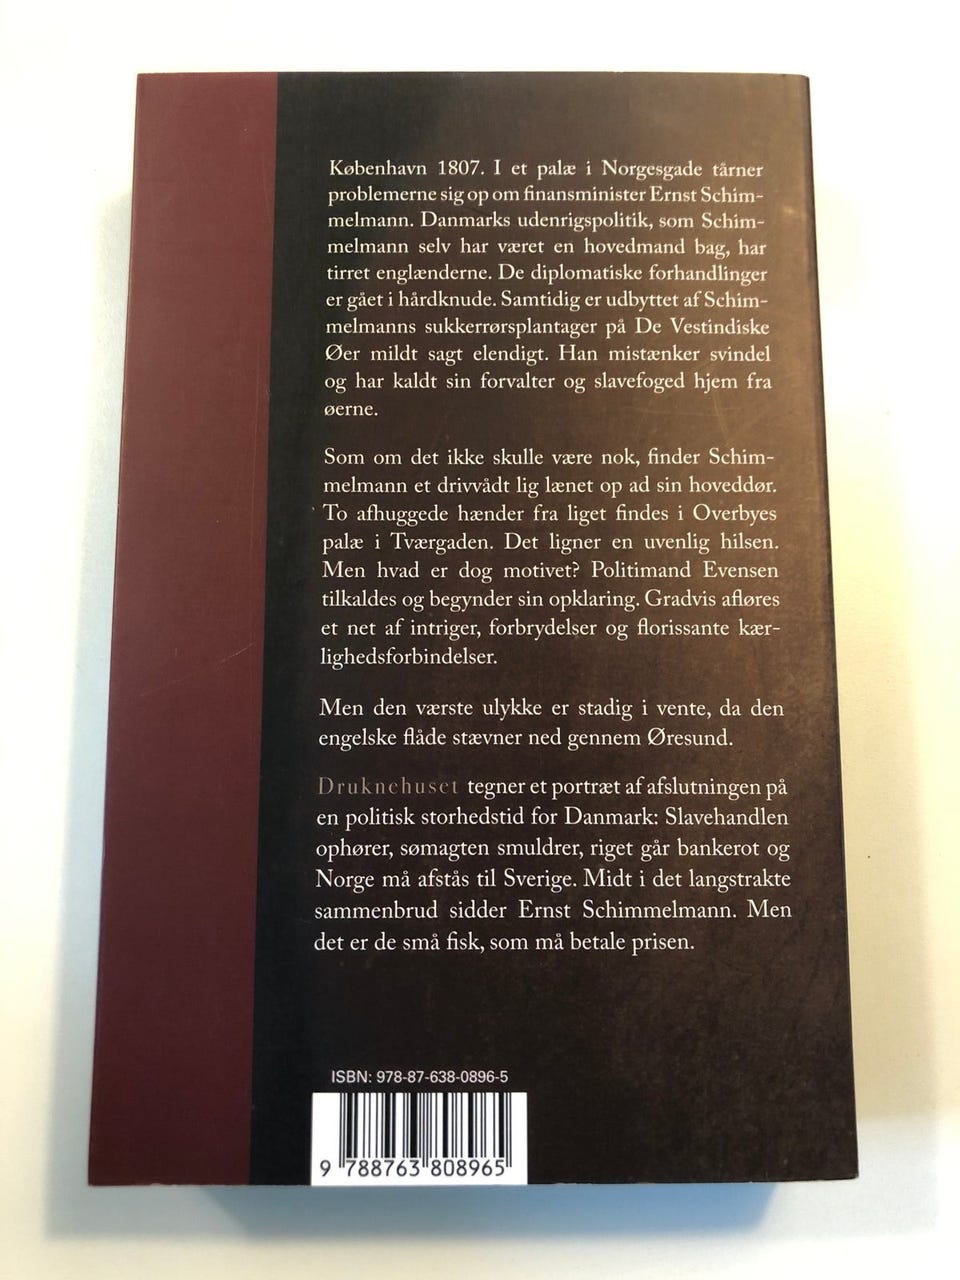 København 1807. I et palæ i Norgesgade tårner
problemerne sig op om finansminister Ernst Schim-
melmann. Danmarks udenrigspolitik, som Schim-
melmann selv har været en hovedmand bag, har
tirret englænderne. De diplomatiske forhandlinger
er gået i hårdknude. Samtidig er udbyttet af Schim-
melmanns sukkerrørsplantager på De Vestindiske
Øer mildt sagt elendigt. Han mistænker svindel
og har kaldt sin forvalter og slavefoged hjem fra
øerne.
Som om det ikke skulle være nok, finder Schim-
melmann et drivvådt lig lænet op ad sin hoveddør.
To afhuggede hænder fra liget findes i Overbyes
palæ i Tværgaden. Det ligner en uvenlig hilsen.
Men hvad er dog motivet? Politimand Evensen
tilkaldes og begynder sin opklaring. Gradvis afløres
et net af intriger, forbrydelser og florissante kær-
lighedsforbindelser.
Men den værste ulykke er stadig i vente, da den
engelske flåde stævner ned gennem Øresund.
Druknehuset tegner et portræt af afslutningen på
en politisk storhedstid for Danmark: Slavehandlen
ophører, sømagten smuldrer, riget går bankerot og
Norge må afstås til Sverige. Midt i det langstrakte
sammenbrud sidder Ernst Schimmelmann. Men
det er de små fisk, som må betale prisen.
ISBN: 978-87-638-0896-5
9 788763 808965